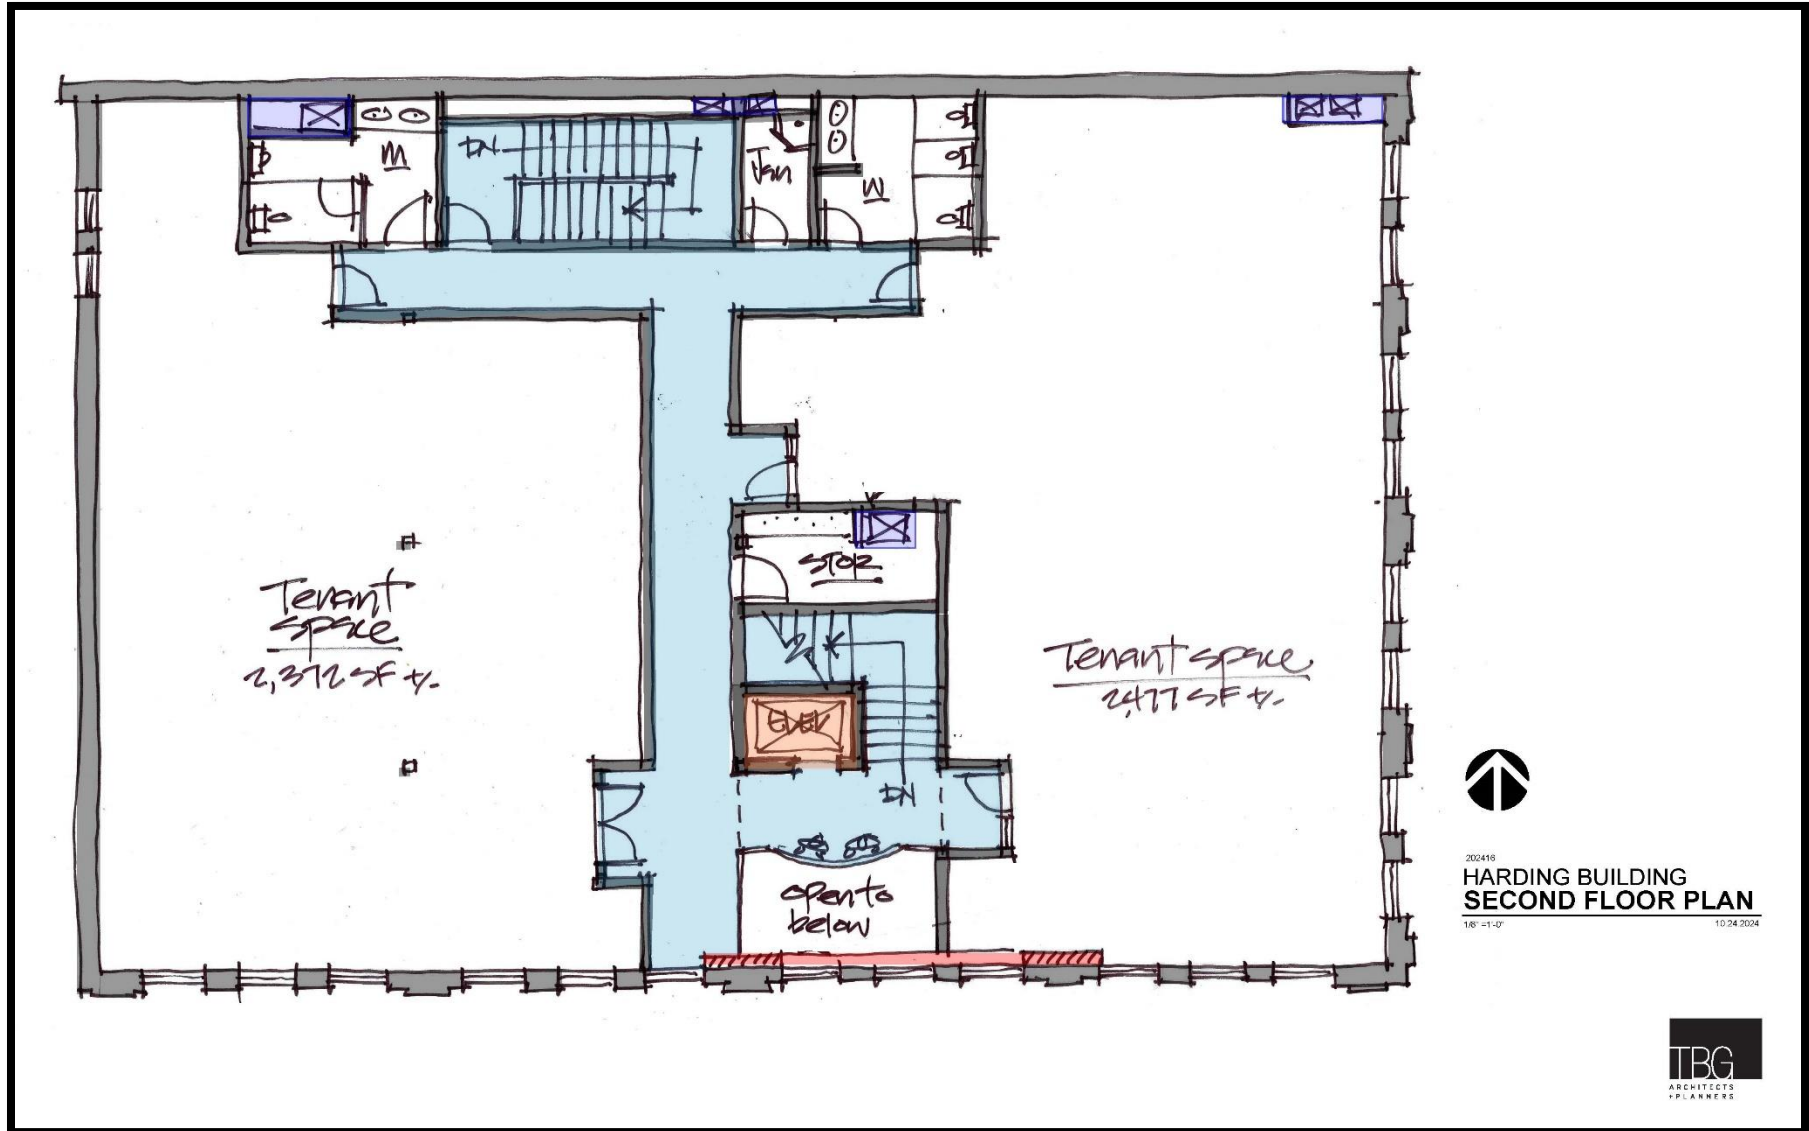 M
DN
Jan
W
Tenant
space
2,372 SF +/-
STOR
ELEV
DN
open to
below
Tenant space
2,477 SF +/-
202416
HARDING BUILDING
SECOND FLOOR PLAN
1/8" =1'-0"
10.24.2024
TBG
ARCHITECTS
+PLANNERS